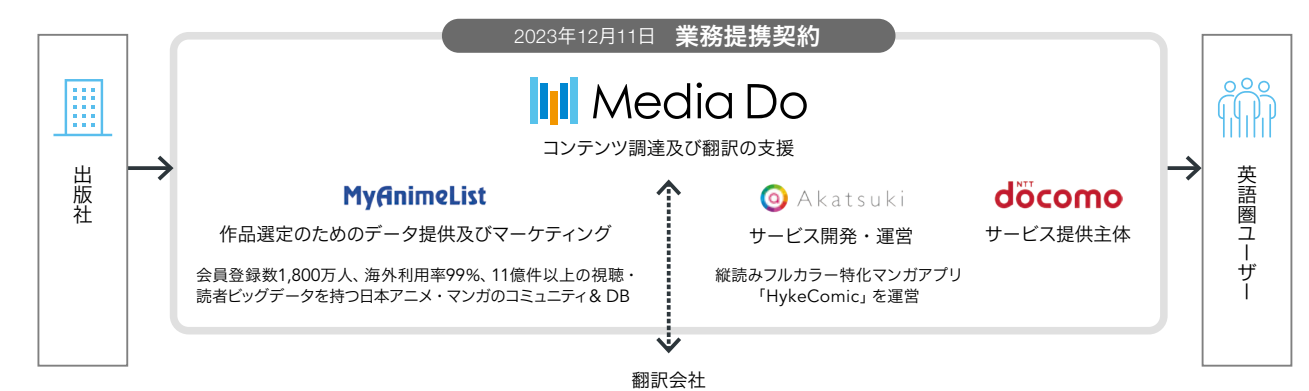 2023年12月11日 業務提携契約
Media Do
コンテンツ調達及び翻訳の支援
出版社
MyAnimeList
作品選定のためのデータ提供及びマーケティング
会員登録数1,800万人、海外利用率99%、11億件以上の視聴・
読者ビッグデータを持つ日本アニメ・マンガのコミュニティ& DB
Akatsuki
サービス開発・運営
縦読みフルカラー特化マンガアプリ
「HykeComic」を運営
NTT
docomo
サービス提供主体
英語圏ユーザー
翻訳会社